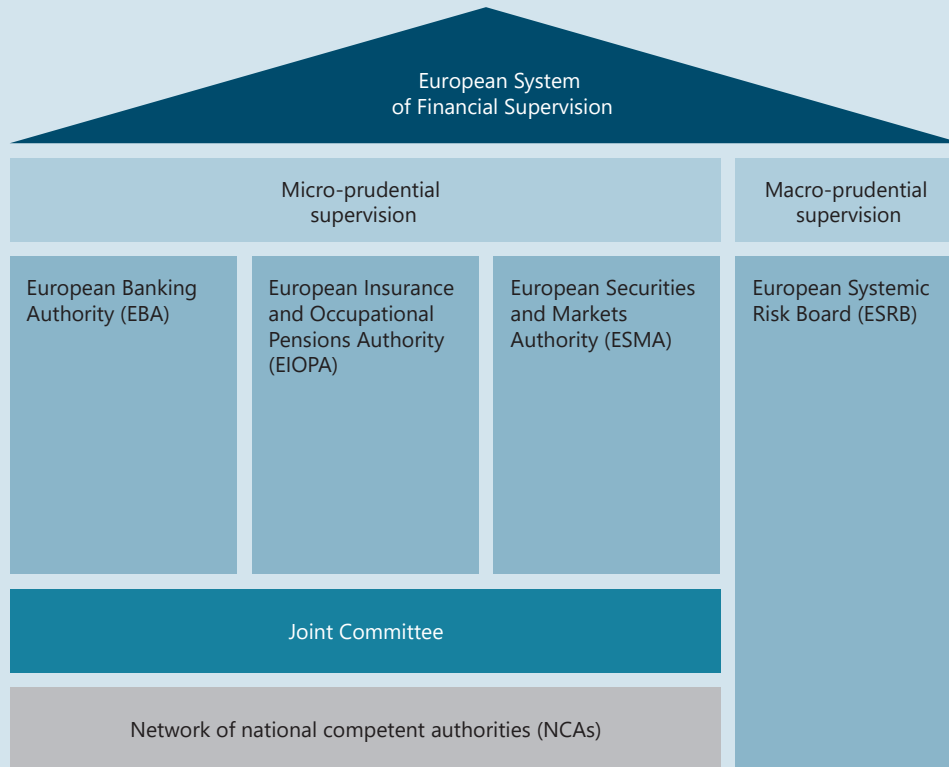 European System
of Financial Supervision
Micro-prudential
supervision
Macro-prudential
supervision
European Banking
Authority (EBA)
European Insurance
and Occupational
Pensions Authority
(EIOPA)
European Securities
and Markets
Authority (ESMA)
European Systemic
Risk Board (ESRB)
Joint Committee
Network of national competent authorities (NCAs)